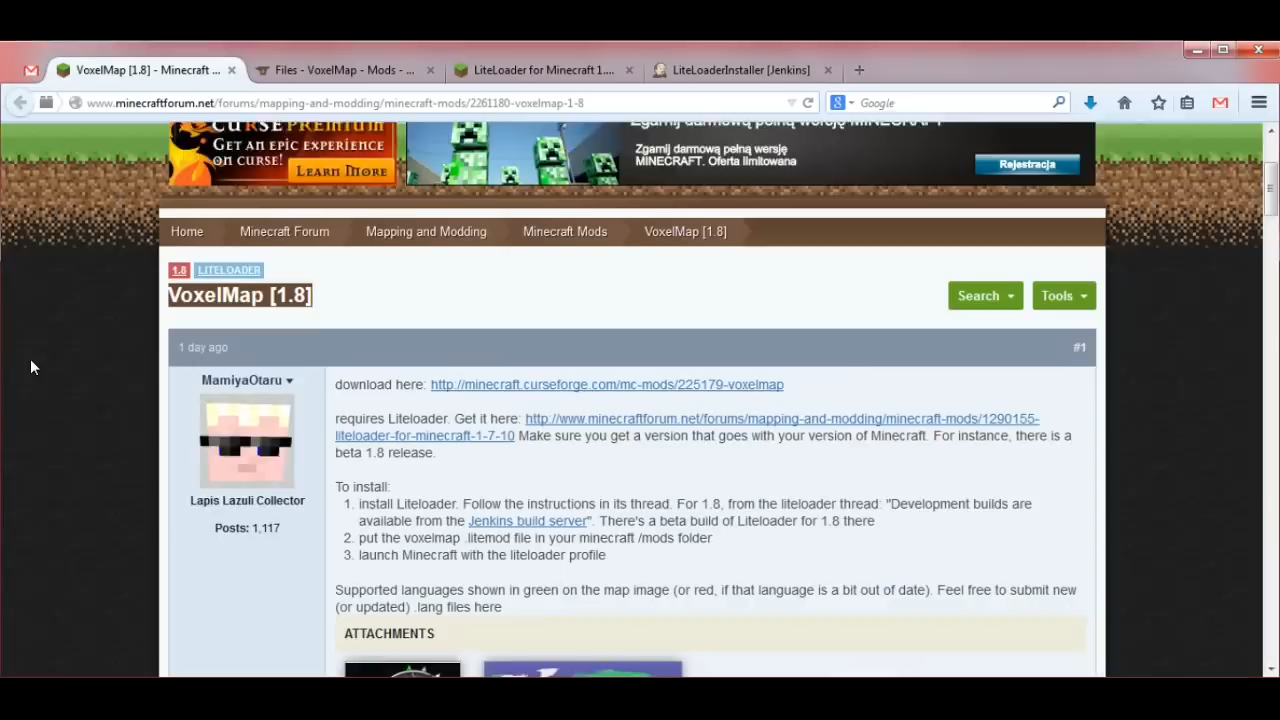 VoxelMap [1.8] - Minecraft ...
Files - VoxelMap - Mods - ...
LiteLoader for Minecraft 1....
LiteLoaderInstaller [Jenkins]
www.minecraftforum.net/forums/mapping-and-modding/minecraft-mods/2261180-voxelmap-1-8
Google
CURSE PREMIUM
GET AN EPIC EXPERIENCE
ON CURSE!
LEARN MORE
Zgarnij darmową pełną wersję MINECRAFT
Zgarnij darmową pełną wersję
MINECRAFT. Oferta limitowana
Rejestracja
Home
Minecraft Forum
Mapping and Modding
Minecraft Mods
VoxelMap [1.8]
1.8 LITELOADER
VoxelMap [1.8]
Search
Tools
1 day ago
#1
MamiyaOtaru
Lapis Lazuli Collector
Posts: 1,117
download here: http://minecraft.curseforge.com/mc-mods/225179-voxelmap
requires Liteloader. Get it here: http://www.minecraftforum.net/forums/mapping-and-modding/minecraft-mods/1290155-
liteloader-for-minecraft-1-7-10 Make sure you get a version that goes with your version of Minecraft. For instance, there is a
beta 1.8 release.
To install:
1. install Liteloader. Follow the instructions in its thread. For 1.8, from the liteloader thread: "Development builds are
available from the Jenkins build server". There's a beta build of Liteloader for 1.8 there
2. put the voxelmap .litemod file in your minecraft /mods folder
3. launch Minecraft with the liteloader profile
Supported languages shown in green on the map image (or red, if that language is a bit out of date). Feel free to submit new
(or updated) .lang files here
ATTACHMENTS